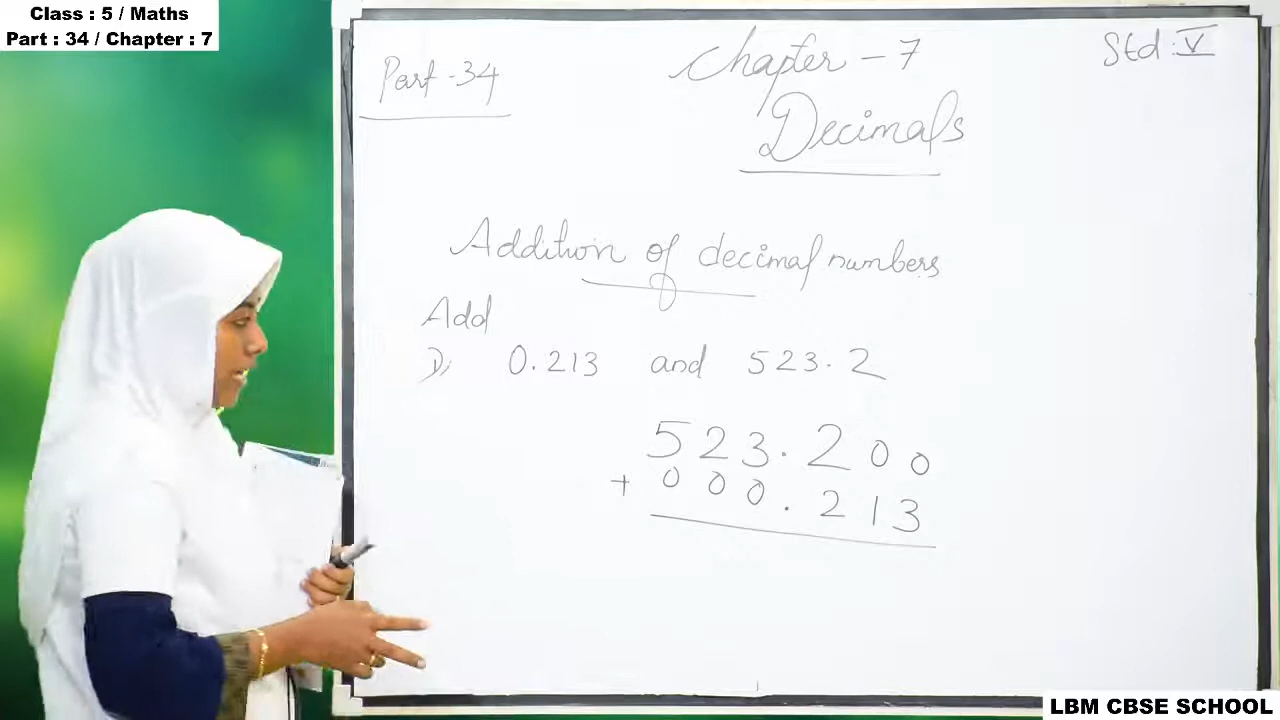 Class : 5 / Maths
Part : 34 / Chapter : 7
Part - 34
Chapter - 7
Std : V
Decimals
Addition of decimal numbers
Add
1), 0.213 and 523.2
523.200
+ 000.213
LBM CBSE SCHOOL